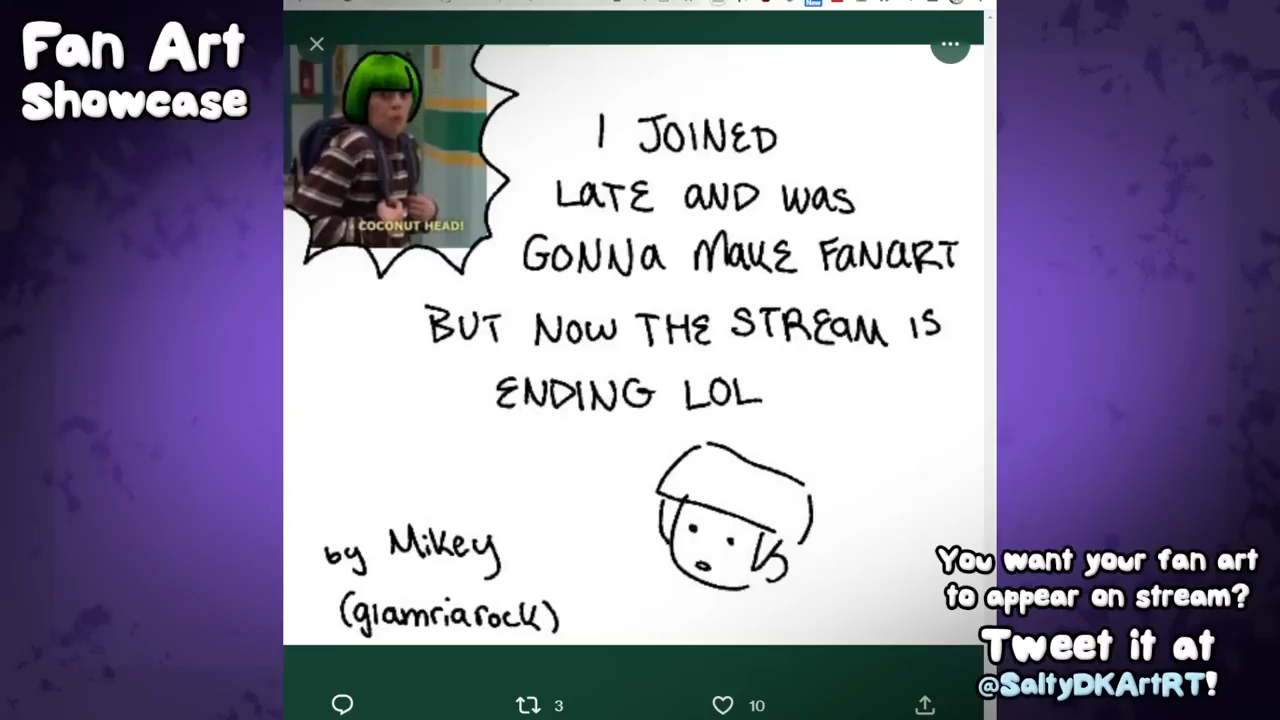 Fan Art
Showcase
COCONUT HEAD!
I JOINED
LATE AND WAS
GONNA MAKE FANART
BUT NOW THE STREAM IS
ENDING LOL
by Mikey
(glamriarock)
3
10
You want your fan art
to appear on stream?
Tweet it at
@SaltyDKArtRT!